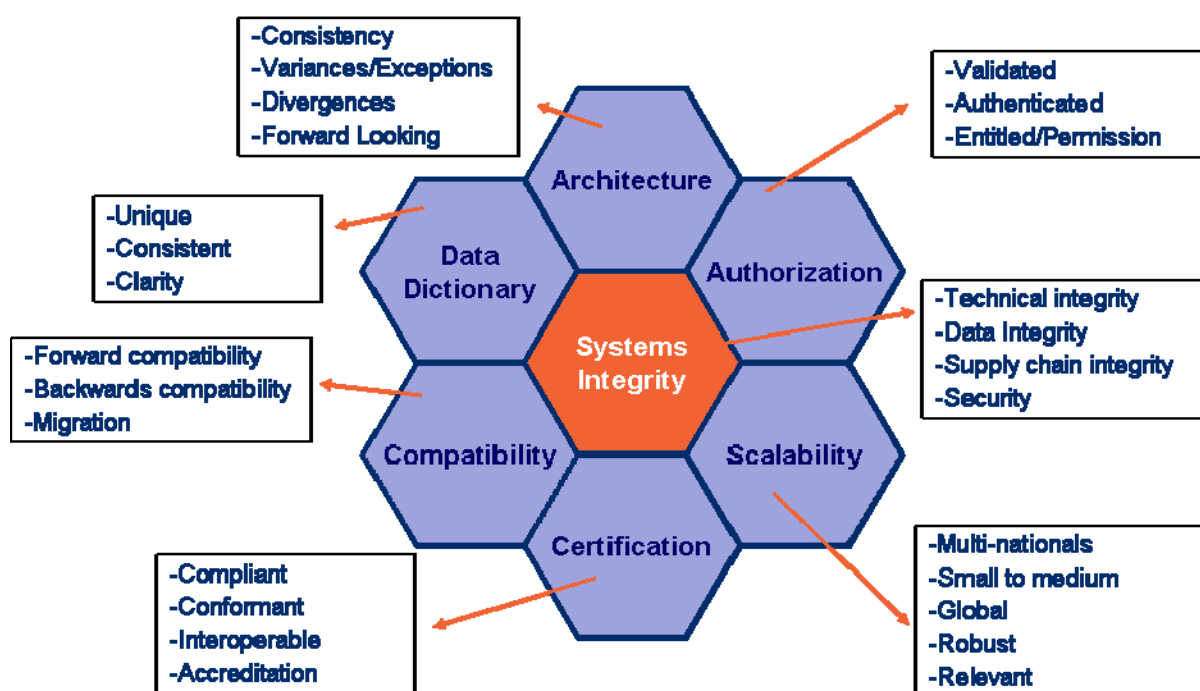 -Consistency
-Variances/Exceptions
-Divergences
-Forward Looking
-Validated
-Authenticated
-Entitled/Permission
Architecture
-Unique
-Consistent
-Clarity
Data
Dictionary
Authorization
-Technical integrity
-Data Integrity
-Supply chain integrity
-Security
Systems
Integrity
-Forward compatibility
-Backwards compatibility
-Migration
Compatibility
Scalability
Certification
-Compliant
-Conformant
-Interoperable
-Accreditation
-Multi-nationals
-Small to medium
-Global
-Robust
-Relevant